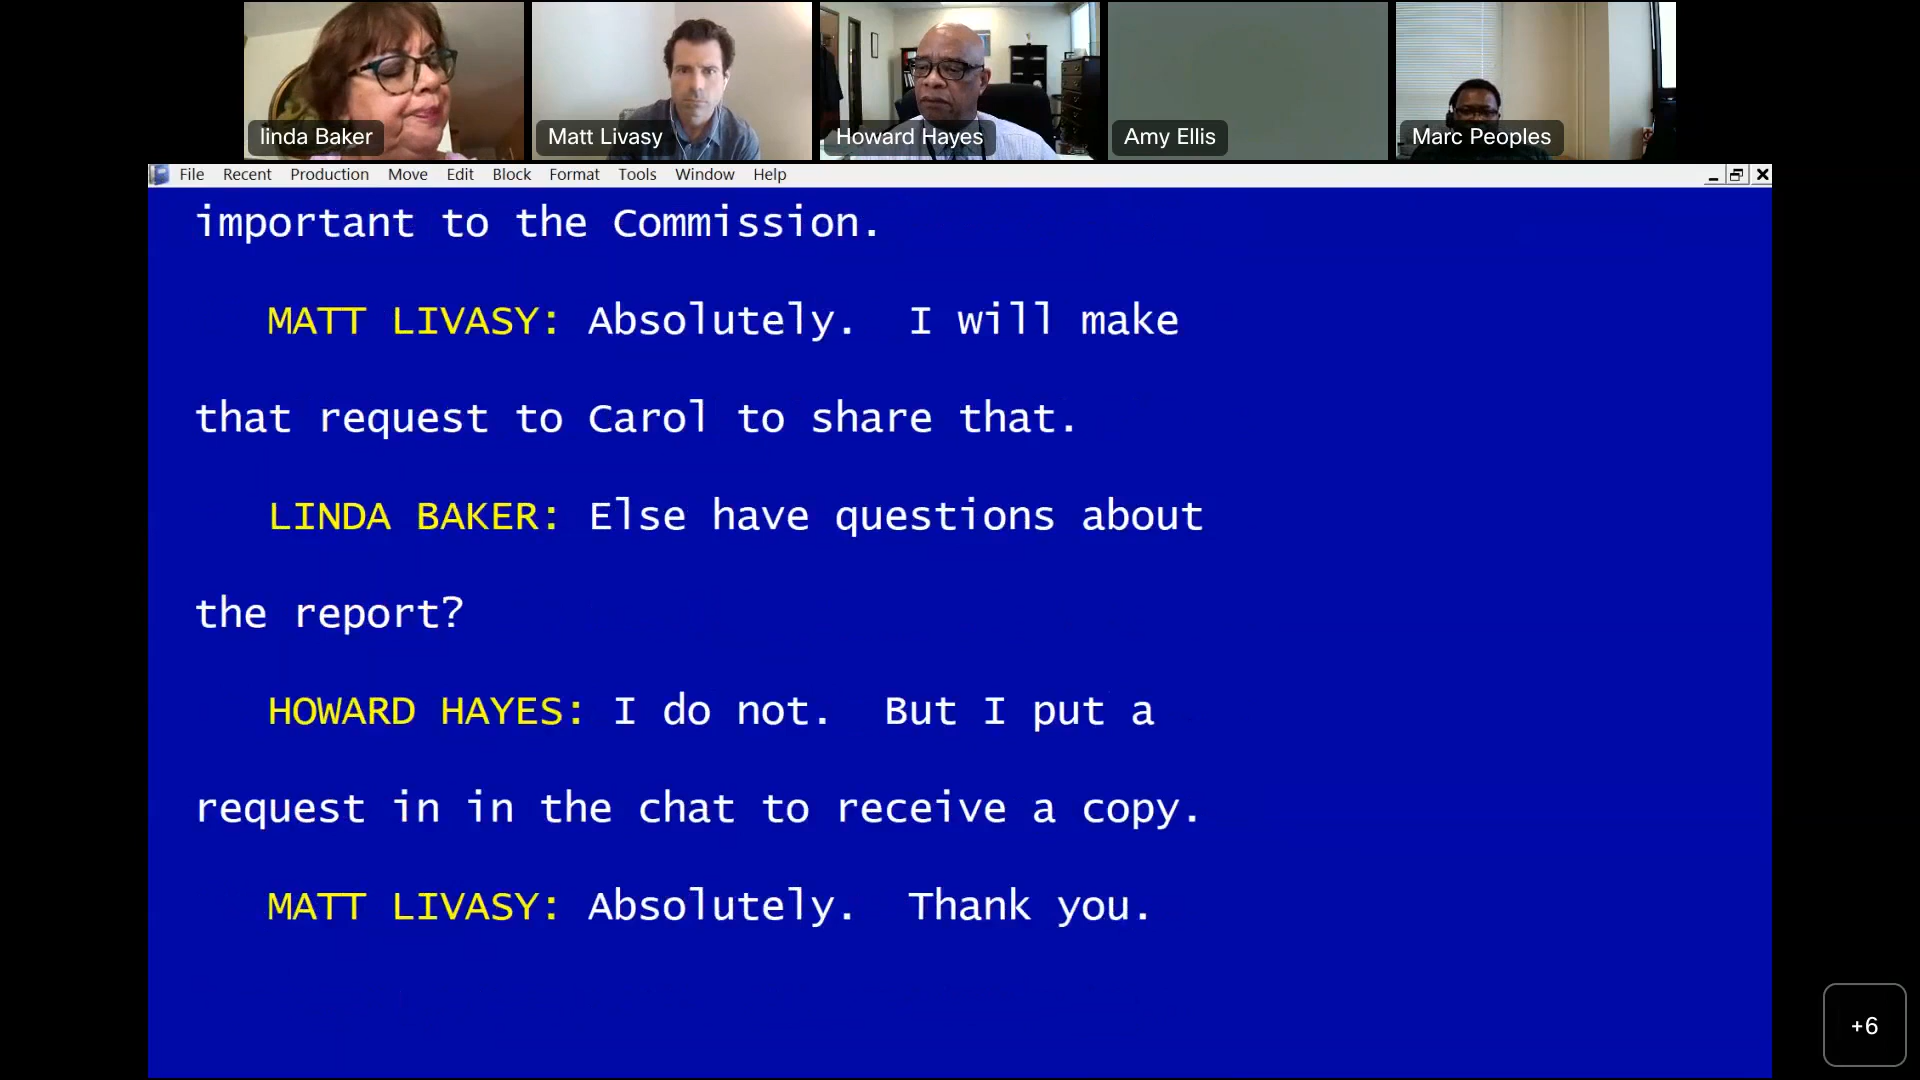 linda Baker
Matt Livasy
Howard Hayes
Amy Ellis
Marc Peoples
File Recent Production Move Edit Block Format Tools Window Help
important to the Commission.
MATT LIVASY: Absolutely.  I will make
that request to Carol to share that.
LINDA BAKER: Else have questions about
the report?
HOWARD HAYES: I do not.  But I put a
request in in the chat to receive a copy.
MATT LIVASY: Absolutely.  Thank you.
+6